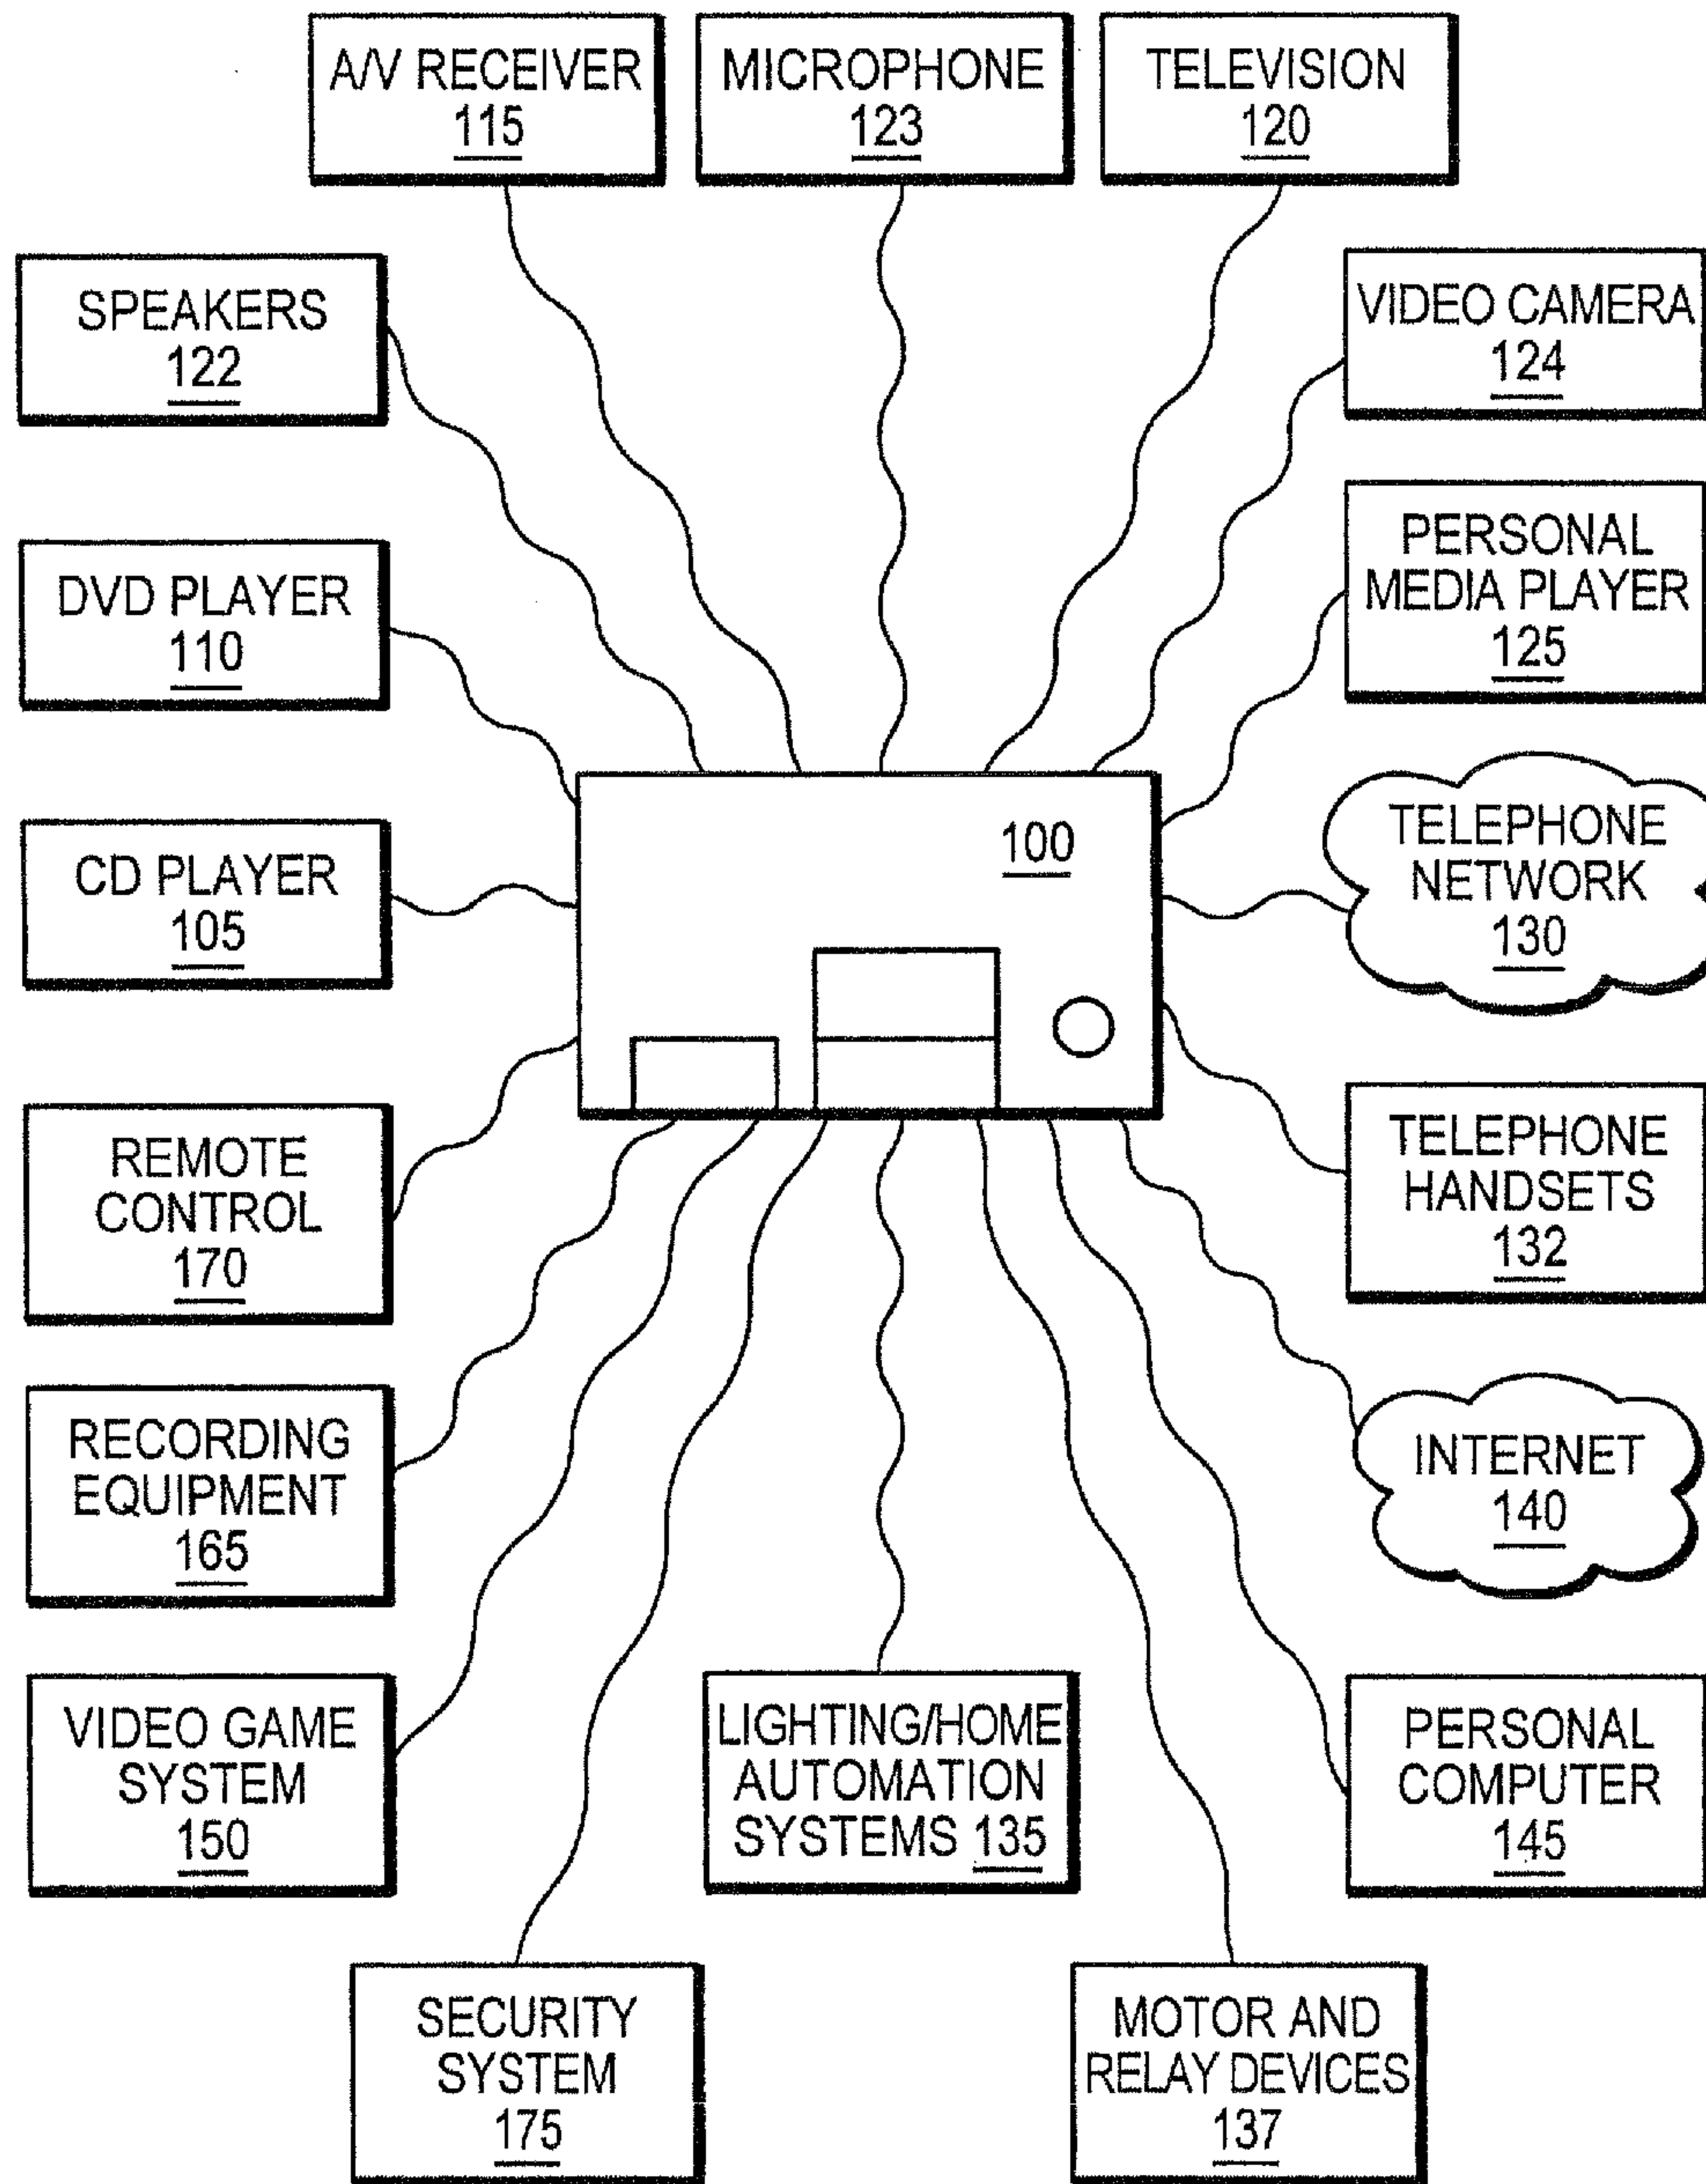 A/V RECEIVER
115
MICROPHONE
123
TELEVISION
120
SPEAKERS
122
VIDEO CAMERA
124
DVD PLAYER
110
PERSONAL
MEDIA PLAYER
125
CD PLAYER
105
100
TELEPHONE
NETWORK
130
REMOTE
CONTROL
170
TELEPHONE
HANDSETS
132
RECORDING
EQUIPMENT
165
INTERNET
140
VIDEO GAME
SYSTEM
150
LIGHTING/HOME
AUTOMATION
SYSTEMS 135
PERSONAL
COMPUTER
145
SECURITY
SYSTEM
175
MOTOR AND
RELAY DEVICES
137